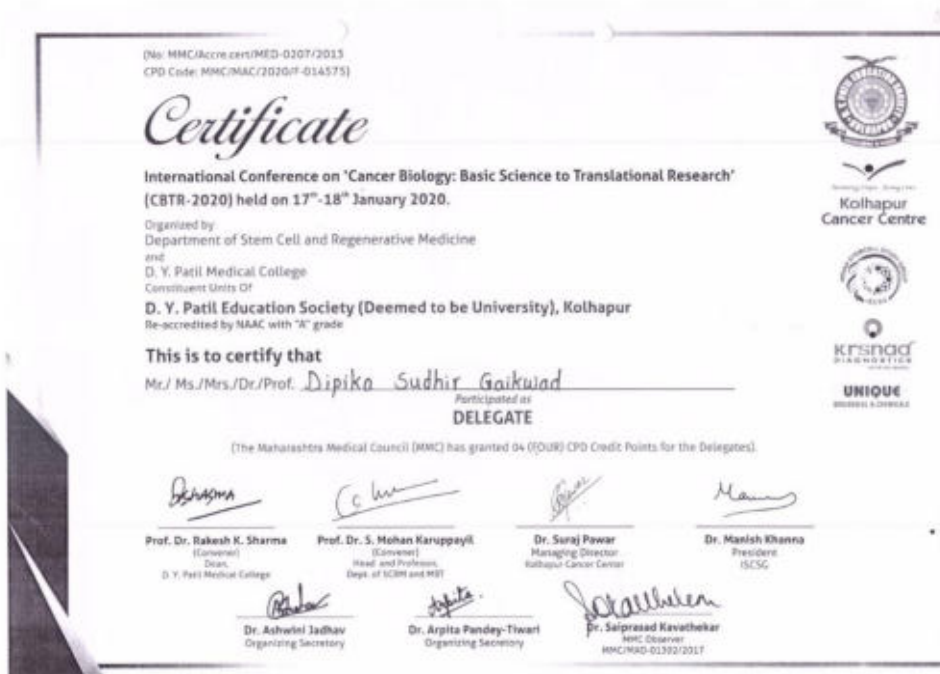 (No: MMC/Accre.cert/MED-0207/2013
CPD Code: MMC/MAC/2020/F-014575)
Certificate
International Conference on 'Cancer Biology: Basic Science to Translational Research'
(CBTR-2020) held on 17th-18th January 2020.
Organized by
Department of Stem Cell and Regenerative Medicine
and
D. Y. Patil Medical College
Constituent Units Of
D. Y. Patil Education Society (Deemed to be University), Kolhapur
Re-accredited by NAAC with "A" grade
This is to certify that
Mr./ Ms./Mrs./Dr./Prof. Dipika Sudhir Gaikwad
Participated as
DELEGATE
(The Maharashtra Medical Council (MMC) has granted 04 (FOUR) CPD Credit Points for the Delegates).
Prof. Dr. Rakesh K. Sharma
(Convener)
Dean,
D. Y. Patil Medical College
Prof. Dr. S. Mohan Karuppayil
(Convener)
Head and Professor,
Dept. of SCRM and MBT
Dr. Suraj Pawar
Managing Director
Kolhapur Cancer Center
Dr. Manish Khanna
President
ISCSG
Dr. Ashwini Jadhav
Organizing Secretary
Dr. Arpita Pandey-Tiwari
Organizing Secretary
Dr. Saiprasad Kavathekar
MMC Observer
MMC/MAO-01302/2017
Kolhapur
Cancer Centre
krsnaa
DIAGNOSTICS
UNIQUE